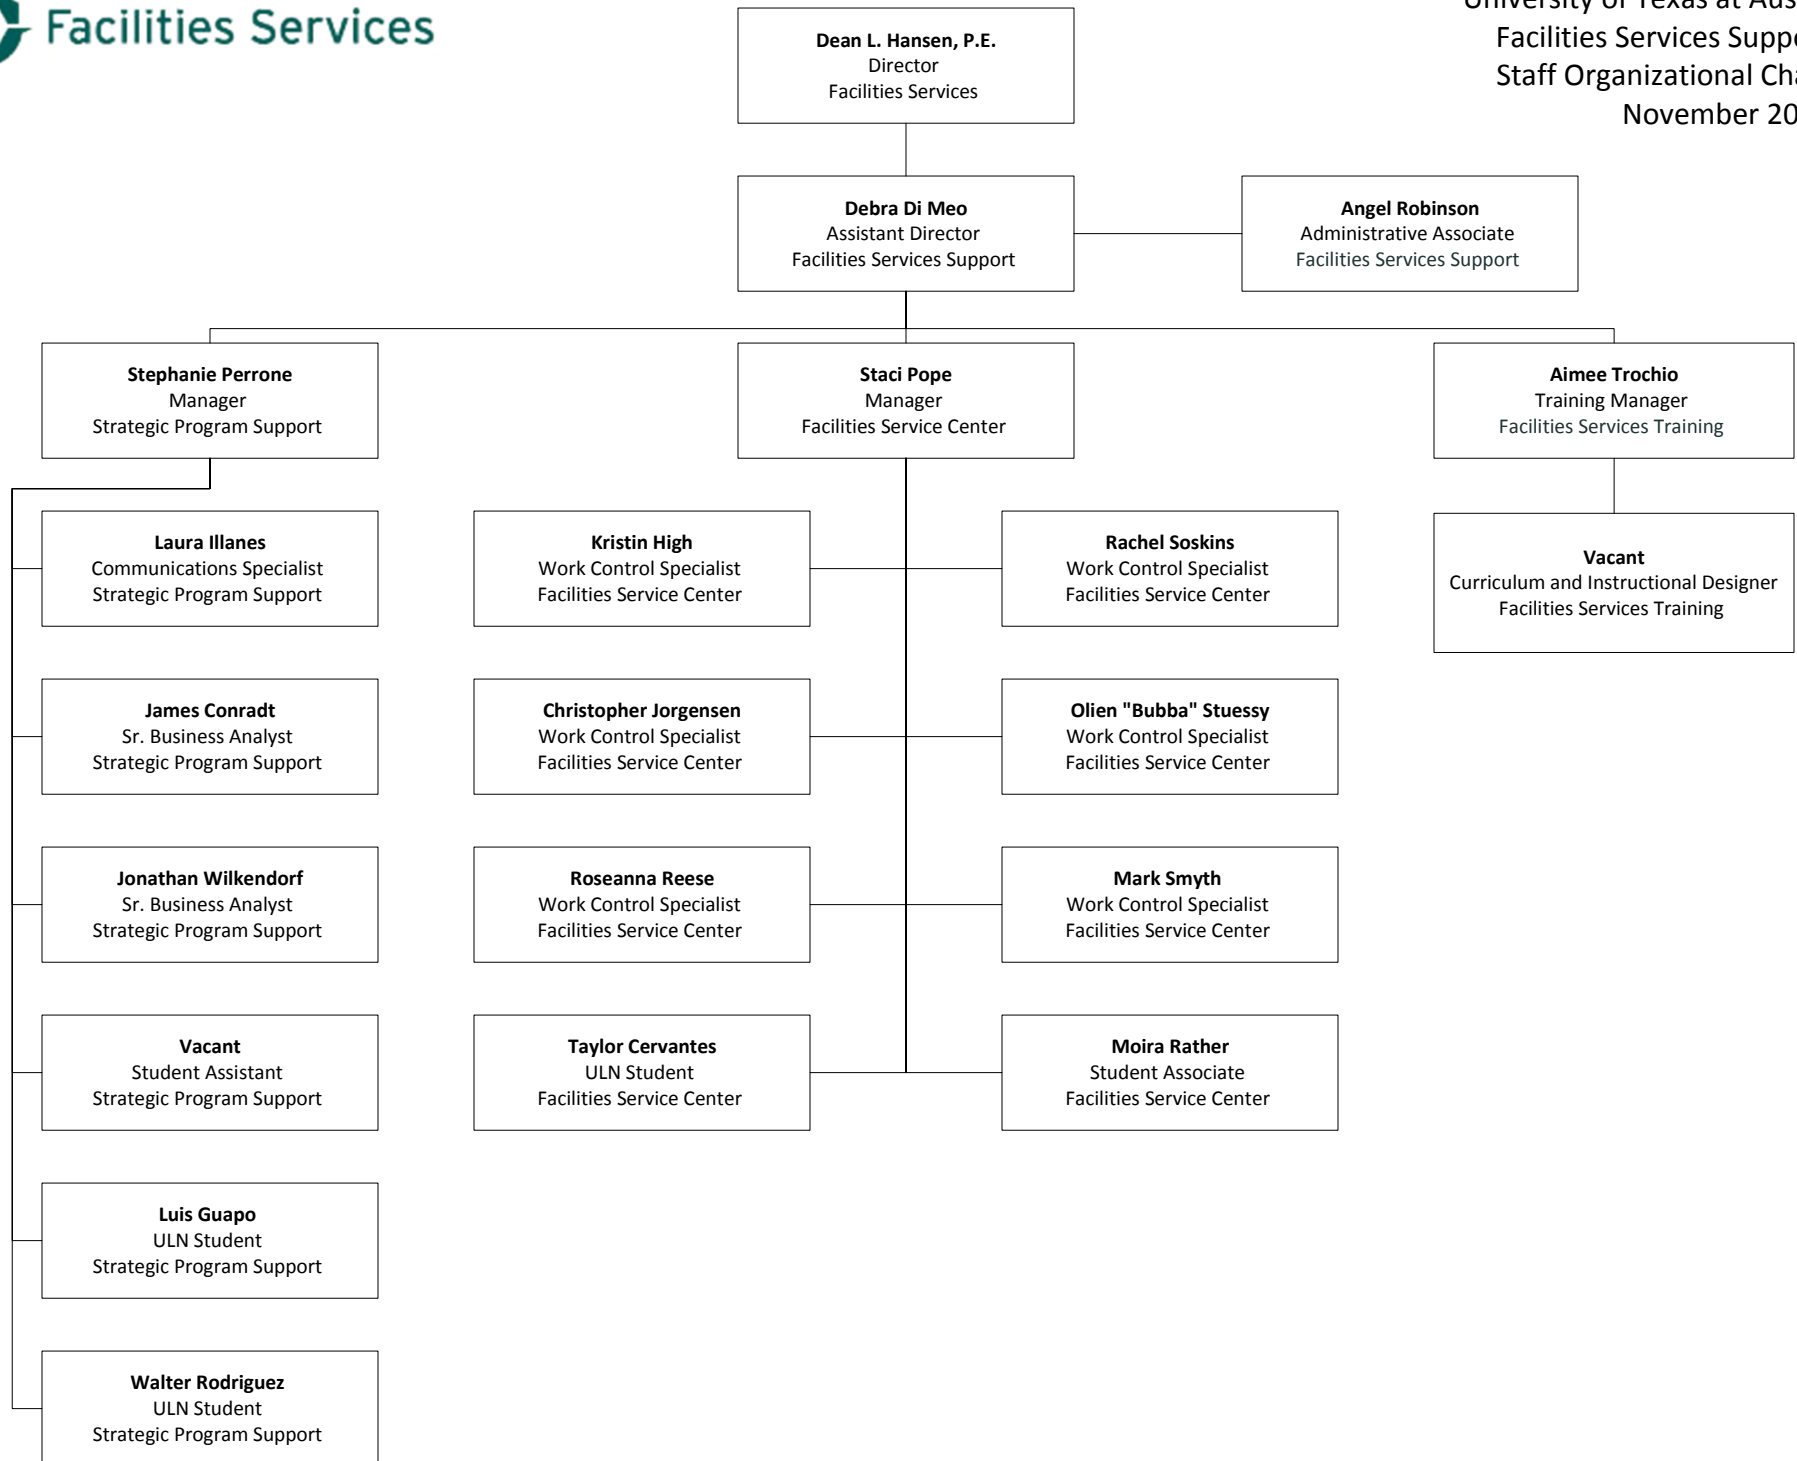 Facilities Services
University of Texas at Aus
Facilities Services Supp
Staff Organizational Cha
November 20
Dean L. Hansen, P.E.
Director
Facilities Services
Debra Di Meo
Assistant Director
Facilities Services Support
Angel Robinson
Administrative Associate
Facilities Services Support
Stephanie Perrone
Manager
Strategic Program Support
Staci Pope
Manager
Facilities Service Center
Aimee Trochio
Training Manager
Facilities Services Training
Laura Illanes
Communications Specialist
Strategic Program Support
Kristin High
Work Control Specialist
Facilities Service Center
Rachel Soskins
Work Control Specialist
Facilities Service Center
Vacant
Curriculum and Instructional Designer
Facilities Services Training
James Conradt
Sr. Business Analyst
Strategic Program Support
Christopher Jorgensen
Work Control Specialist
Facilities Service Center
Olien "Bubba" Stuessy
Work Control Specialist
Facilities Service Center
Jonathan Wilkendorf
Sr. Business Analyst
Strategic Program Support
Roseanna Reese
Work Control Specialist
Facilities Service Center
Mark Smyth
Work Control Specialist
Facilities Service Center
Vacant
Student Assistant
Strategic Program Support
Taylor Cervantes
ULN Student
Facilities Service Center
Moira Rather
Student Associate
Facilities Service Center
Luis Guapo
ULN Student
Strategic Program Support
Walter Rodriguez
ULN Student
Strategic Program Support